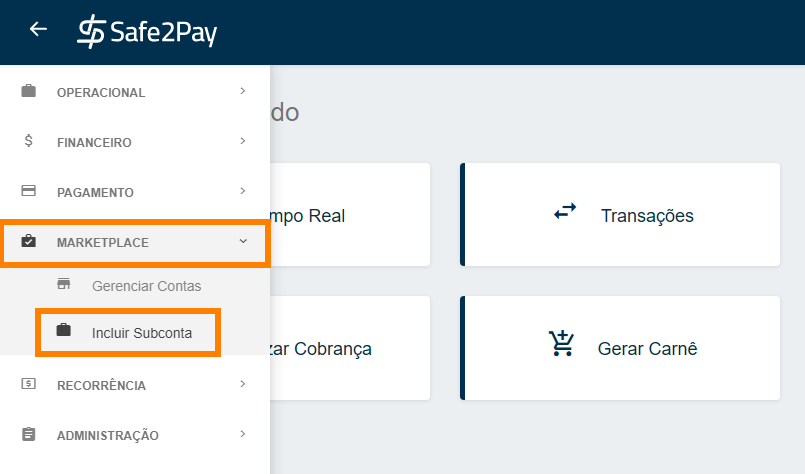 Safe2Pay
OPERACIONAL
FINANCEIRO
PAGAMENTO
MARKETPLACE
Gerenciar Contas
Incluir Subconta
RECORRÊNCIA
ADMINISTRAÇÃO
do
mpo Real
Transações
zar Cobrança
Gerar Carnê